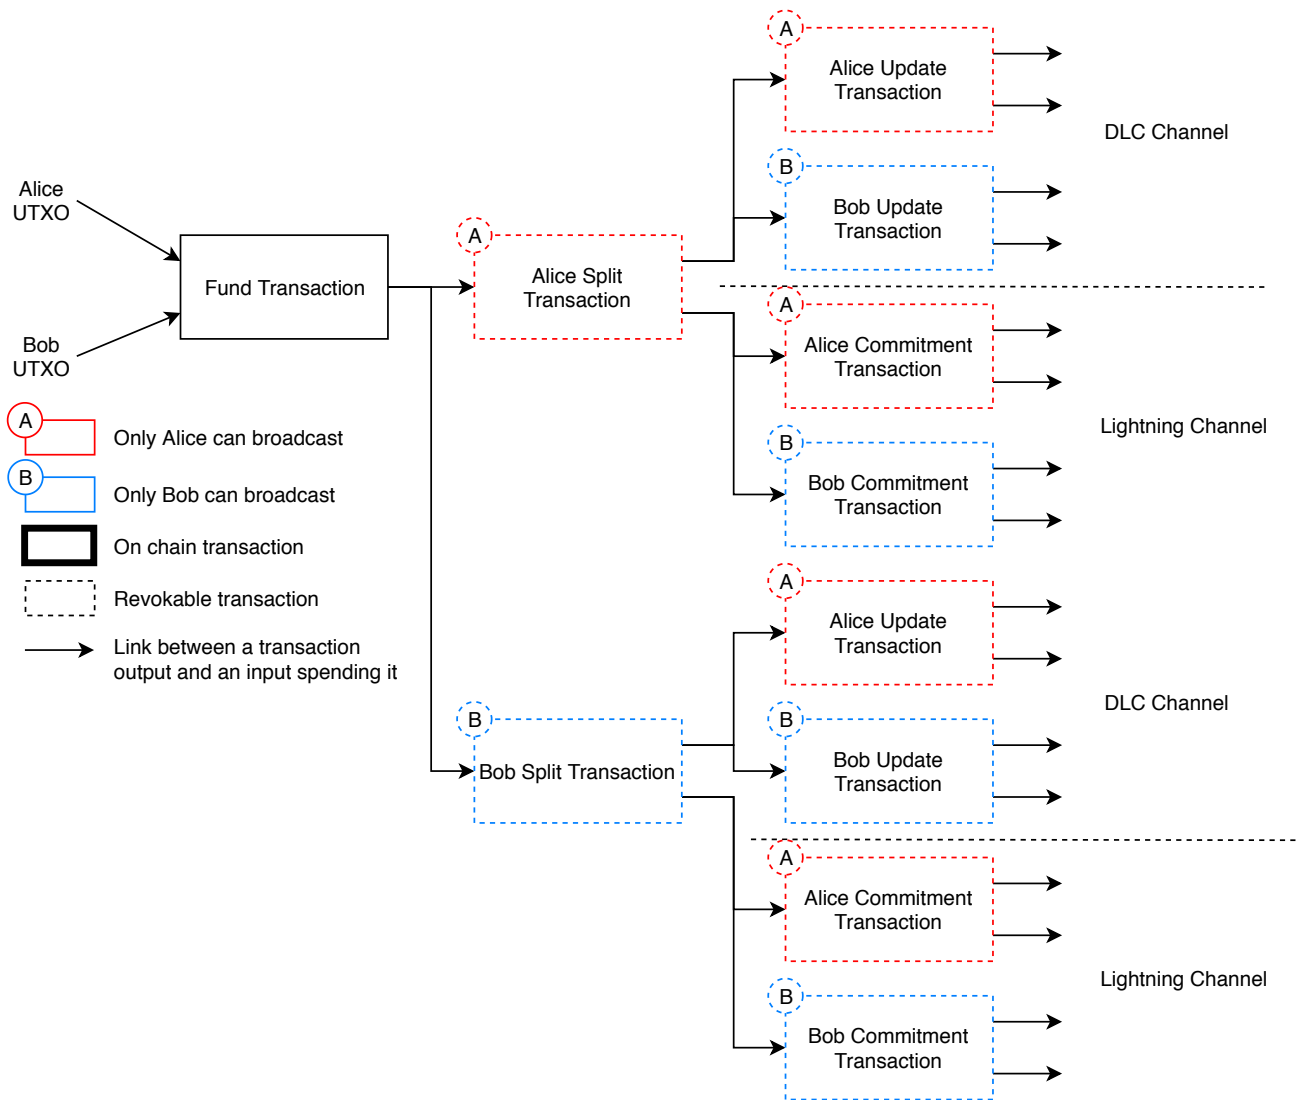 A
Alice Update
Transaction
DLC Channel
B
Bob Update
Transaction
Alice
UTXO
Fund Transaction
Bob
UTXO
A
Alice Split
Transaction
A
Alice Commitment
Transaction
Lightning Channel
B
Bob Commitment
Transaction
A
Only Alice can broadcast
B
Only Bob can broadcast
On chain transaction
Revokable transaction
Link between a transaction
output and an input spending it
A
Alice Update
Transaction
DLC Channel
B
Bob Split Transaction
B
Bob Update
Transaction
A
Alice Commitment
Transaction
Lightning Channel
B
Bob Commitment
Transaction